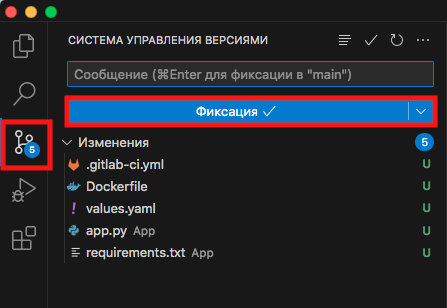 СИСТЕМА УПРАВЛЕНИЯ ВЕРСИЯМИ
Сообщение (⌘Enter для фиксации в "main")
Фиксация
5
Изменения 5
.gitlab-ci.yml U
Dockerfile U
values.yaml U
app.py App U
requirements.txt App U